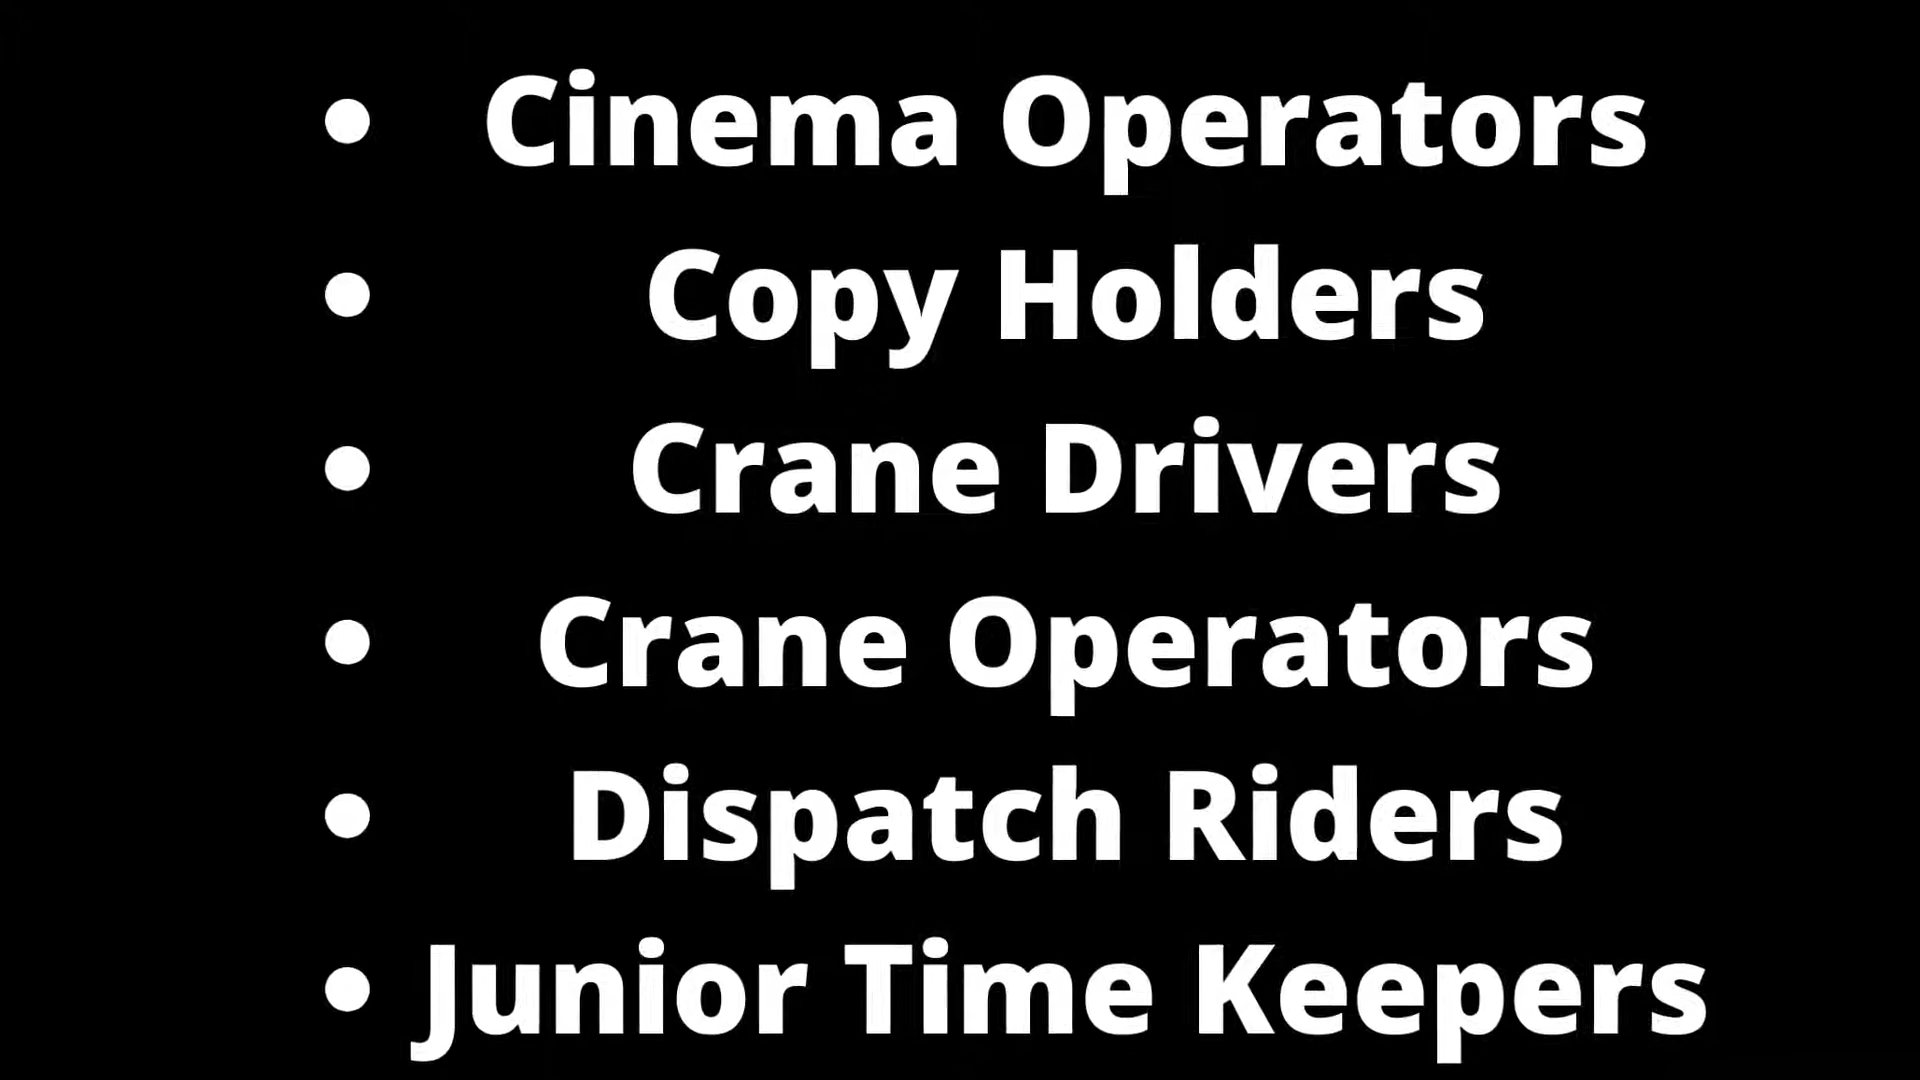 • Cinema Operators
• Copy Holders
• Crane Drivers
• Crane Operators
• Dispatch Riders
• Junior Time Keepers